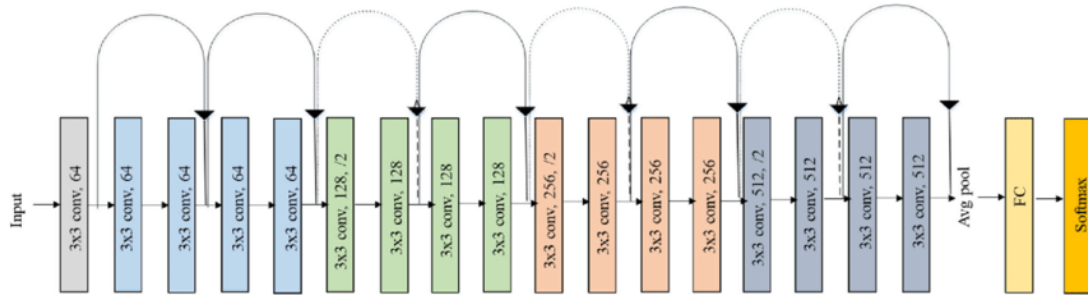 Input
3x3 conv, 64
3x3 conv, 64
3x3 conv, 64
3x3 conv, 64
3x3 conv, 64
3x3 conv, 128, /2
3x3 conv, 128
3x3 conv, 128
3x3 conv, 128
3x3 conv, 256, /2
3x3 conv, 256
3x3 conv, 256
3x3 conv, 256
3x3 conv, 512, /2
3x3 conv, 512
3x3 conv, 512
3x3 conv, 512
Avg pool
FC
Softmax